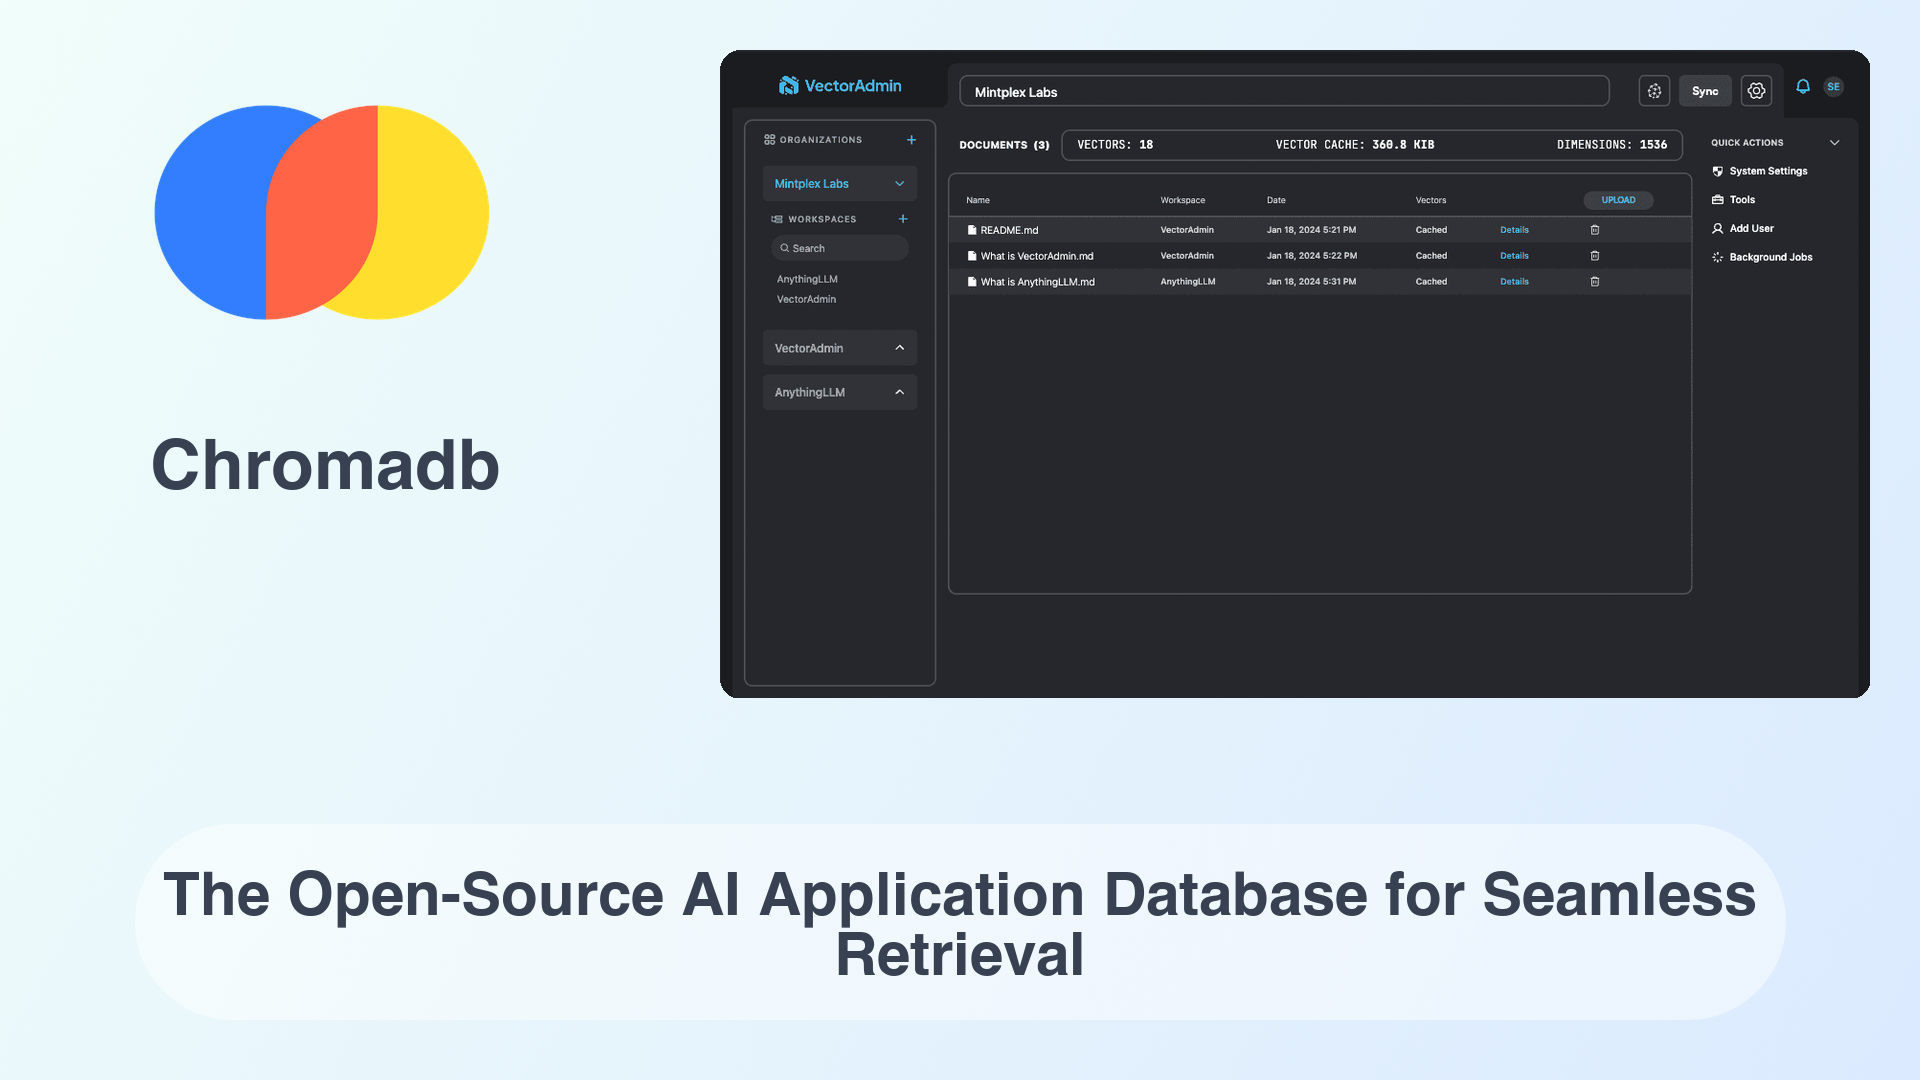 Chromadb
VectorAdmin
Mintplex Labs
Sync
SE
ORGANIZATIONS
Mintplex Labs
WORKSPACES
Search
AnythingLLM
VectorAdmin
VectorAdmin
AnythingLLM
DOCUMENTS (3) VECTORS: 18 VECTOR CACHE: 360.8 KIB DIMENSIONS: 1536
Name Workspace Date Vectors UPLOAD
README.md VectorAdmin Jan 18, 2024 5:21 PM Cached Details
What is VectorAdmin.md VectorAdmin Jan 18, 2024 5:22 PM Cached Details
What is AnythingLLM.md AnythingLLM Jan 18, 2024 5:31 PM Cached Details
QUICK ACTIONS
System Settings
Tools
Add User
Background Jobs
The Open-Source AI Application Database for Seamless
Retrieval